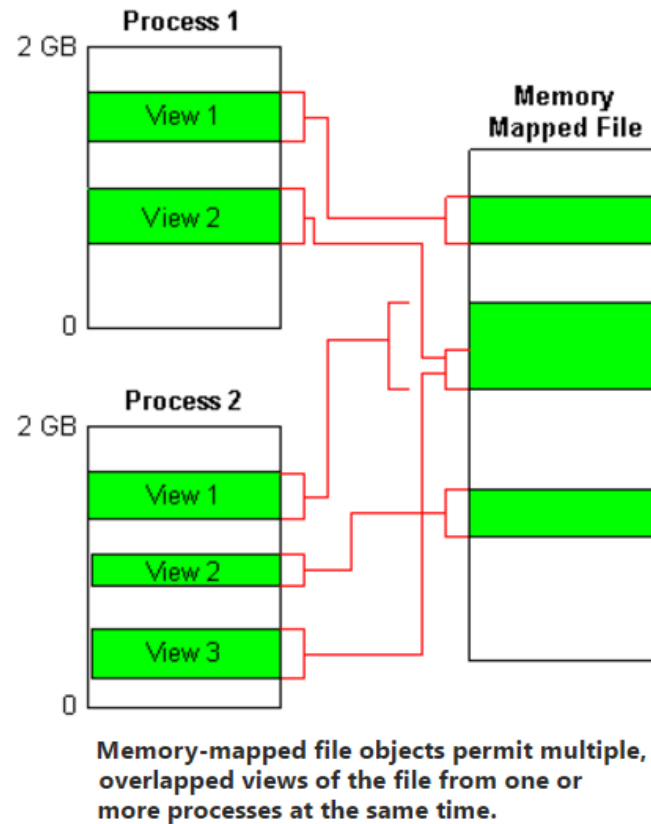 Process 1
2 GB
View 1
View 2
0
Memory
Mapped File
Process 2
2 GB
View 1
View 2
View 3
0
Memory-mapped file objects permit multiple,
overlapped views of the file from one or
more processes at the same time.